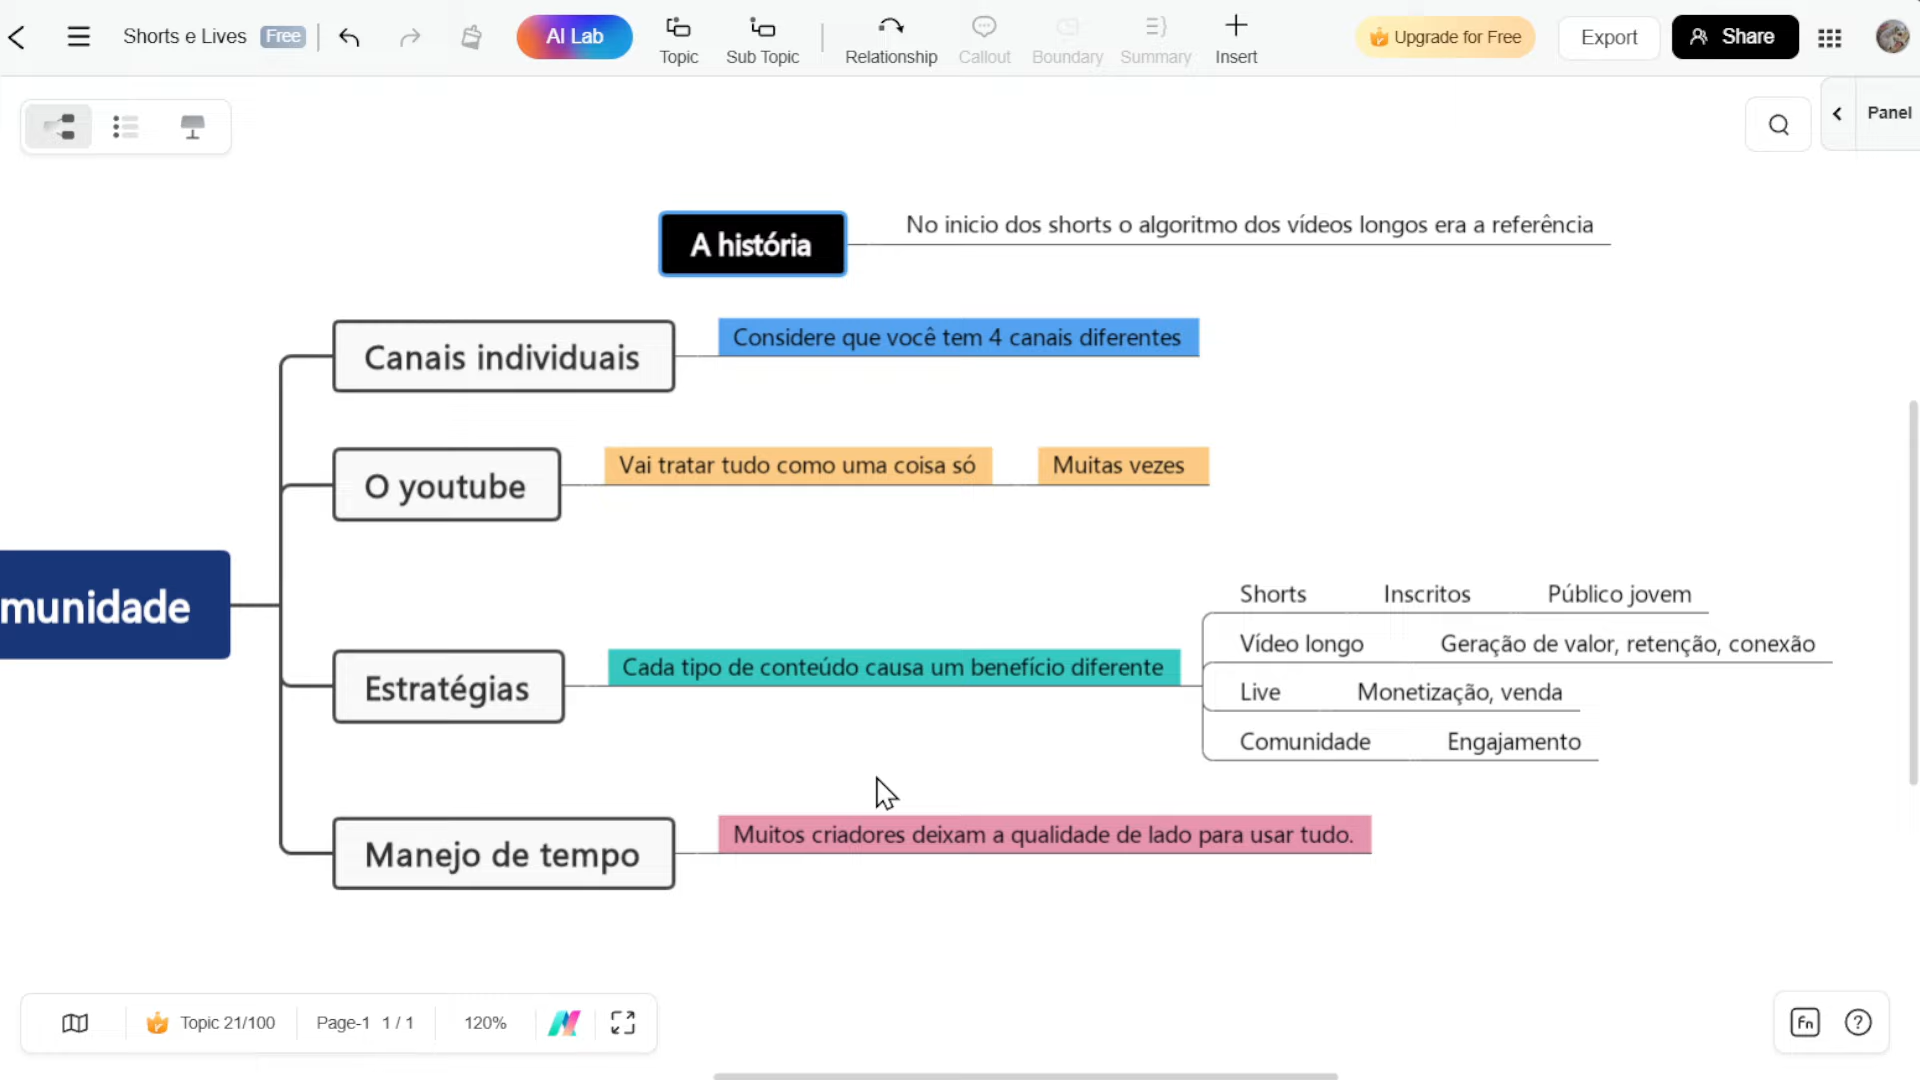 Shorts e Lives Free
AI Lab
Topic
Sub Topic
Relationship
Callout
Boundary
Summary
Insert
Upgrade for Free
Export
Share
Panel
A história
No inicio dos shorts o algoritmo dos vídeos longos era a referência
Canais individuais
Considere que você tem 4 canais diferentes
O youtube
Vai tratar tudo como uma coisa só
Muitas vezes
munidade
Estratégias
Cada tipo de conteúdo causa um benefício diferente
Shorts Inscritos Público jovem
Vídeo longo Geração de valor, retenção, conexão
Live Monetização, venda
Comunidade Engajamento
Manejo de tempo
Muitos criadores deixam a qualidade de lado para usar tudo.
Topic 21/100
Page-1 1 / 1
120%
Fn